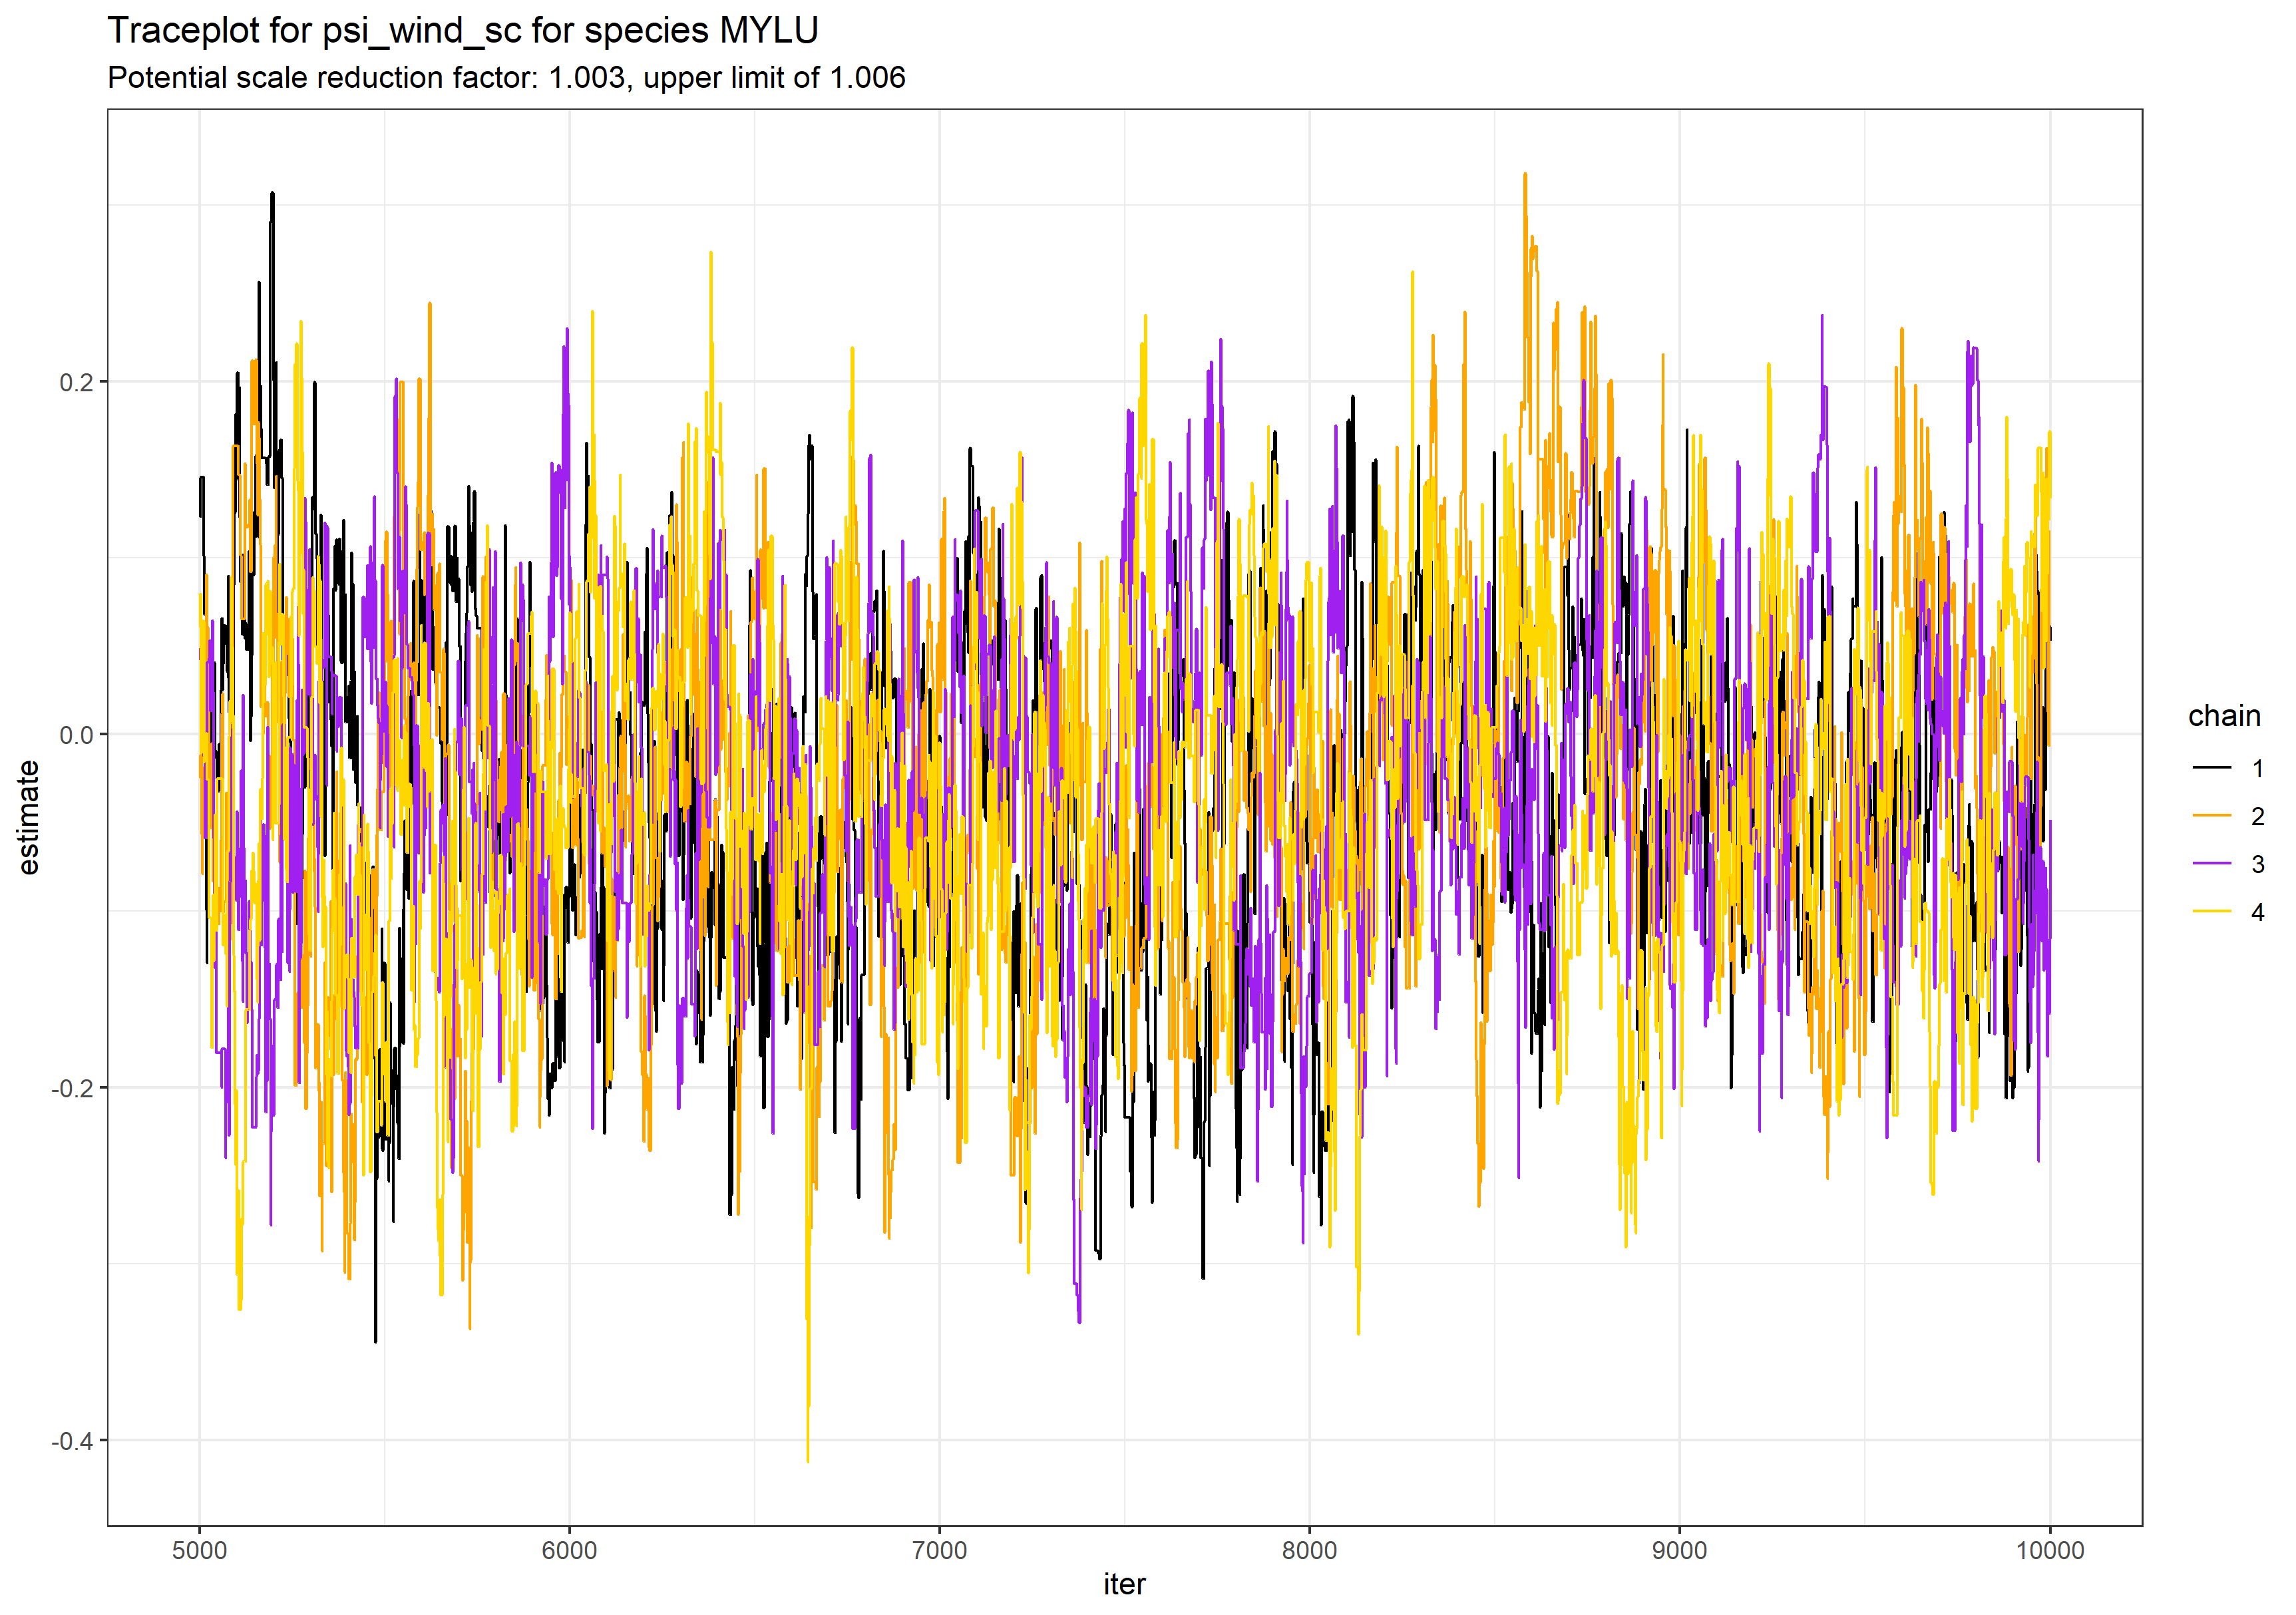 Traceplot for psi_wind_sc for species MYLU
Potential scale reduction factor: 1.003, upper limit of 1.006
0.2
0.0
-0.2
-0.4
estimate
5000
6000
7000
8000
9000
10000
iter
chain
1
2
3
4